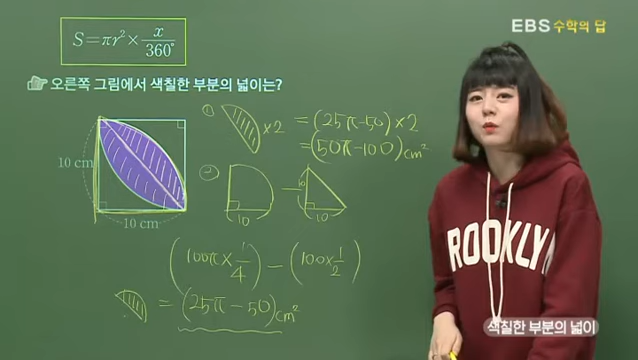 EBS 수학의 답
S=πr²×x/360°
오른쪽 그림에서 색칠한 부분의 넓이는?
① ×2 = (25π-50)×2
= (50π-100)cm²
10 cm
10 cm
② 10 - 10 10
(100π×1/4) - (100×1/2)
= (25π-50)cm²
ROOKLYN
색칠한 부분의 넓이